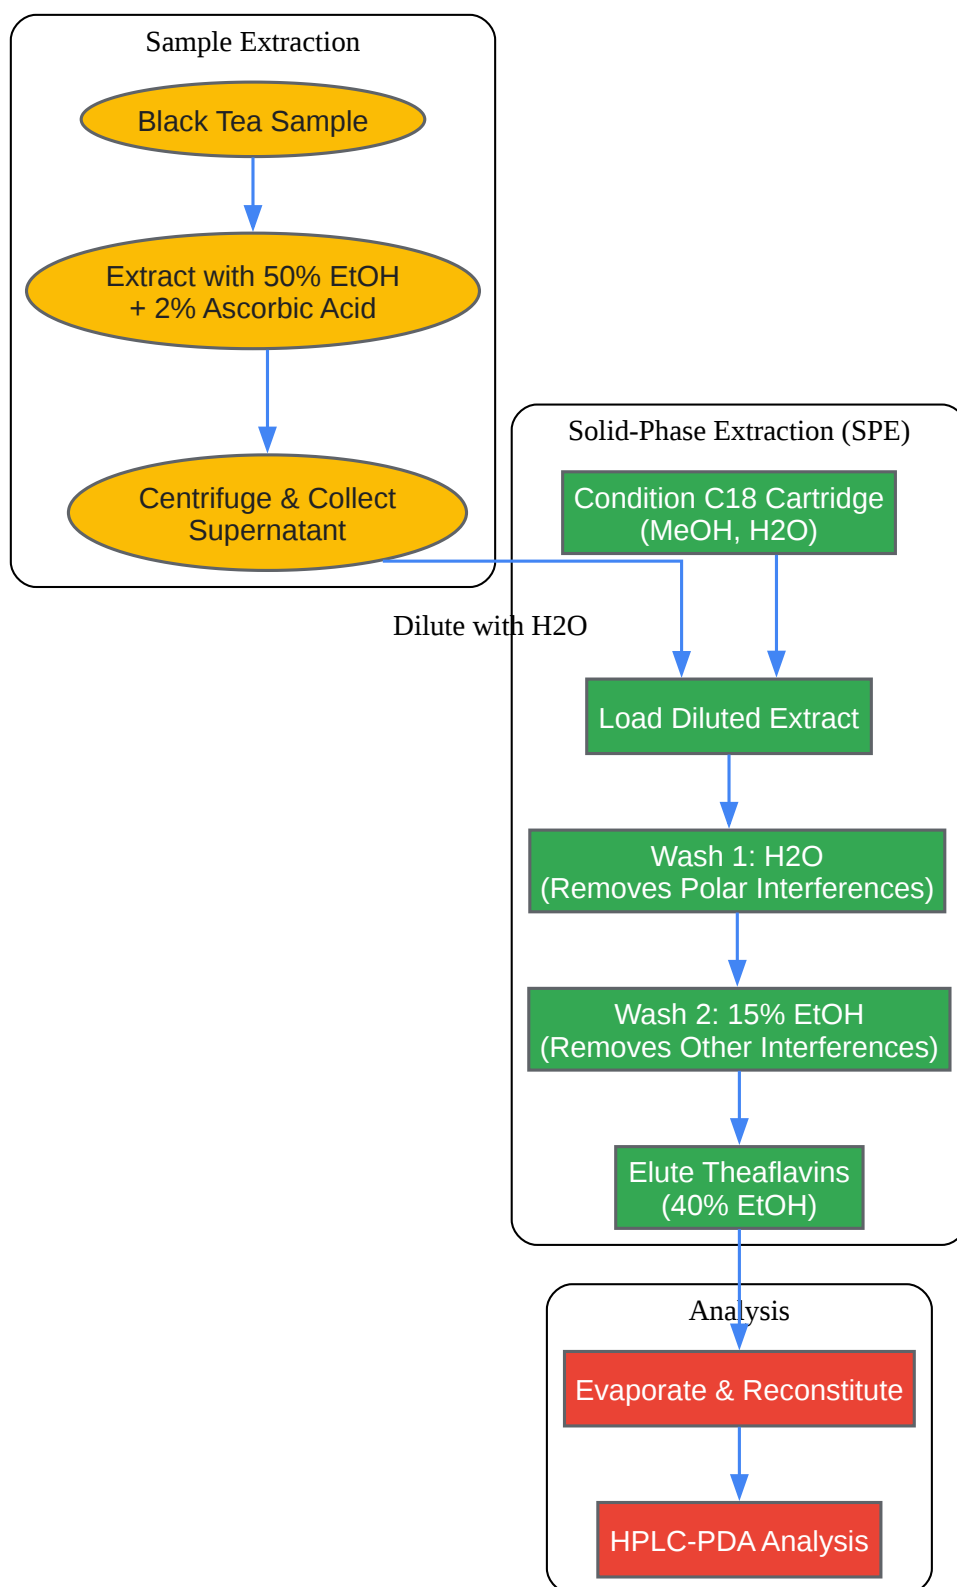 Sample Extraction
Black Tea Sample
Extract with 50% EtOH
+ 2% Ascorbic Acid
Centrifuge & Collect
Supernatant
Dilute with H2O
Solid-Phase Extraction (SPE)
Condition C18 Cartridge
(MeOH, H2O)
Load Diluted Extract
Wash 1: H2O
(Removes Polar Interferences)
Wash 2: 15% EtOH
(Removes Other Interferences)
Elute Theaflavins
(40% EtOH)
Analysis
Evaporate & Reconstitute
HPLC-PDA Analysis